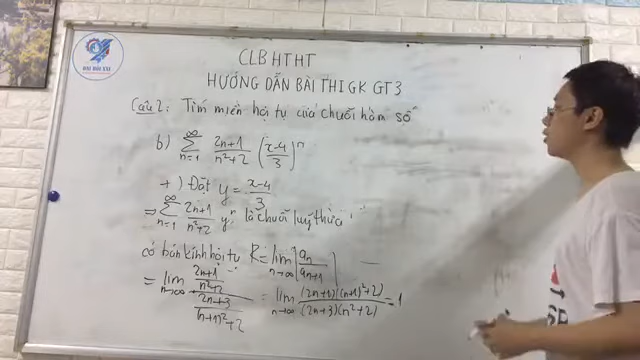 CLB HTHT
HƯỚNG DẪN BÀI THI GK GT3
Câu 2: Tìm miền hội tụ của chuỗi hàm số
b) ∑_{n=1}^{∞} (2n+1)/(n²+2) ((x-4)/3)^n
+) Đặt y = (x-4)/3
⇒ ∑_{n=1}^{∞} (2n+1)/(n²+2) y^n là chuỗi luỹ thừa
có bán kính hội tụ R = lim_{n→∞} |a_n/a_{n+1}|
= lim_{n→∞} ((2n+1)/(n²+2))/((2n+3)/((n+1)²+2)) = lim_{n→∞} ((2n+1)((n+1)²+2))/((2n+3)(n²+2)) = 1